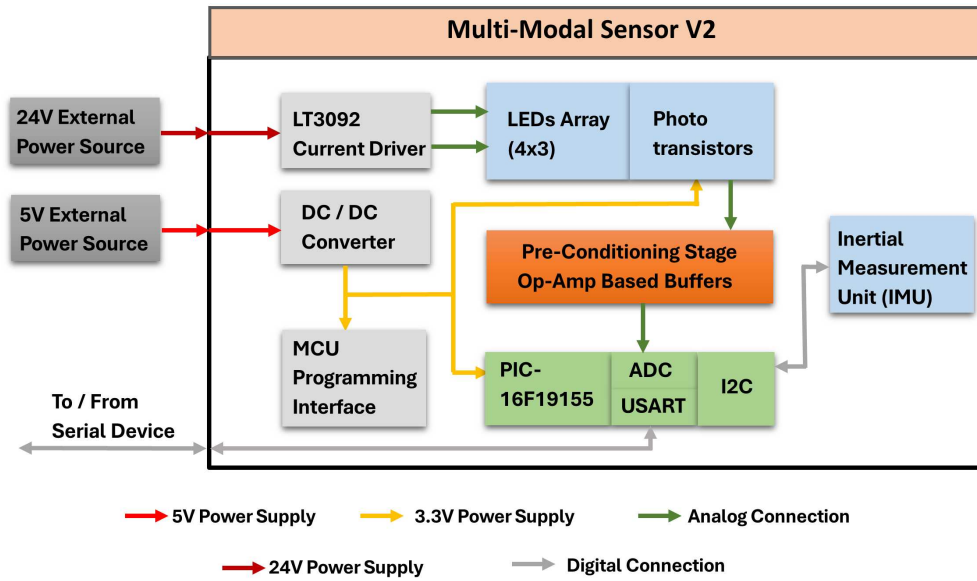 Multi-Modal Sensor V2
24V External
Power Source
LT3092
Current Driver
LEDs Array
(4x3)
Photo
transistors
5V External
Power Source
DC / DC
Converter
Pre-Conditioning Stage
Op-Amp Based Buffers
Inertial
Measurement
Unit (IMU)
MCU
Programming
Interface
PIC-
16F19155
ADC
USART
I2C
To / From
Serial Device
5V Power Supply
3.3V Power Supply
Analog Connection
24V Power Supply
Digital Connection